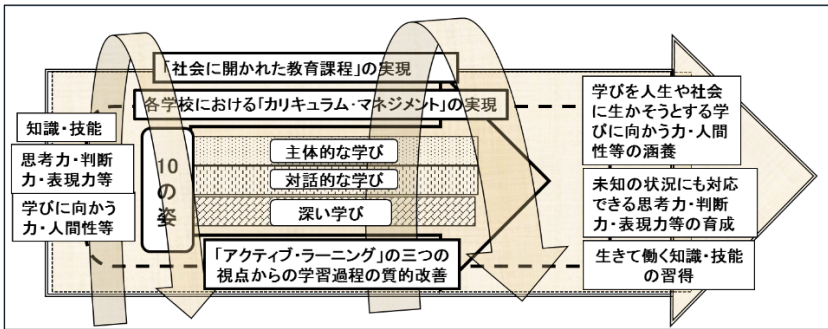 「社会に開かれた教育課程」の実現
各学校における「カリキュラム・マネジメント」の実現
知識・技能
思考力・判断
力・表現力等
学びに向かう
力・人間性等
10の姿
主体的な学び
対話的な学び
深い学び
「アクティブ・ラーニング」の三つの
視点からの学習過程の質的改善
学びを人生や社会
に生かそうとする学
びに向かう力・人間
性等の涵養
未知の状況にも対応
できる思考力・判断
力・表現力等の育成
生きて働く知識・技能
の習得